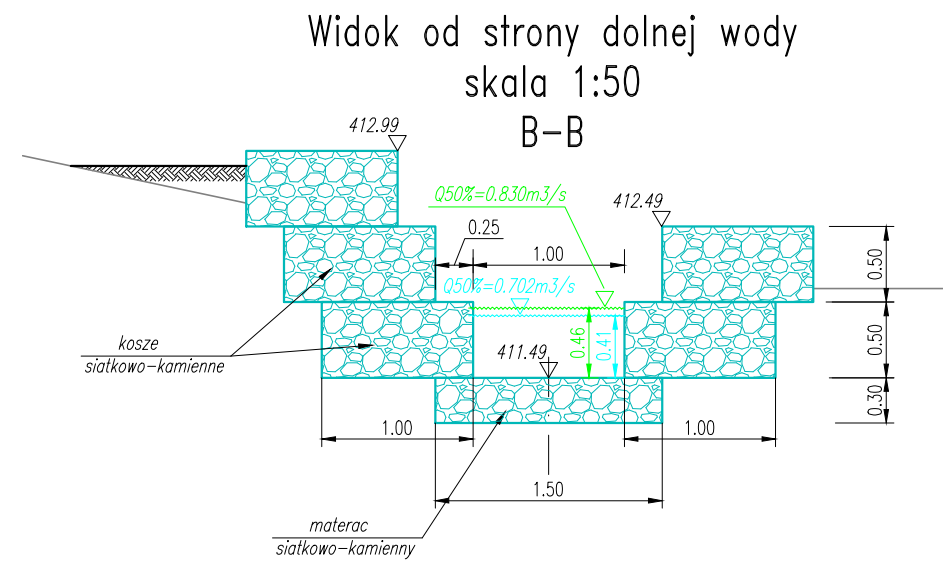 Widok od strony dolnej wody
skala 1:50
B-B
412.99
Q50%=0.830m3/s
412.49
0.25
1.00
0.50
Q50%=0.702m3/s
kosze
siatkowo-kamienne
411.49
0.46
0.41
0.50
0.30
1.00
1.00
1.50
materac
siatkowo-kamienny